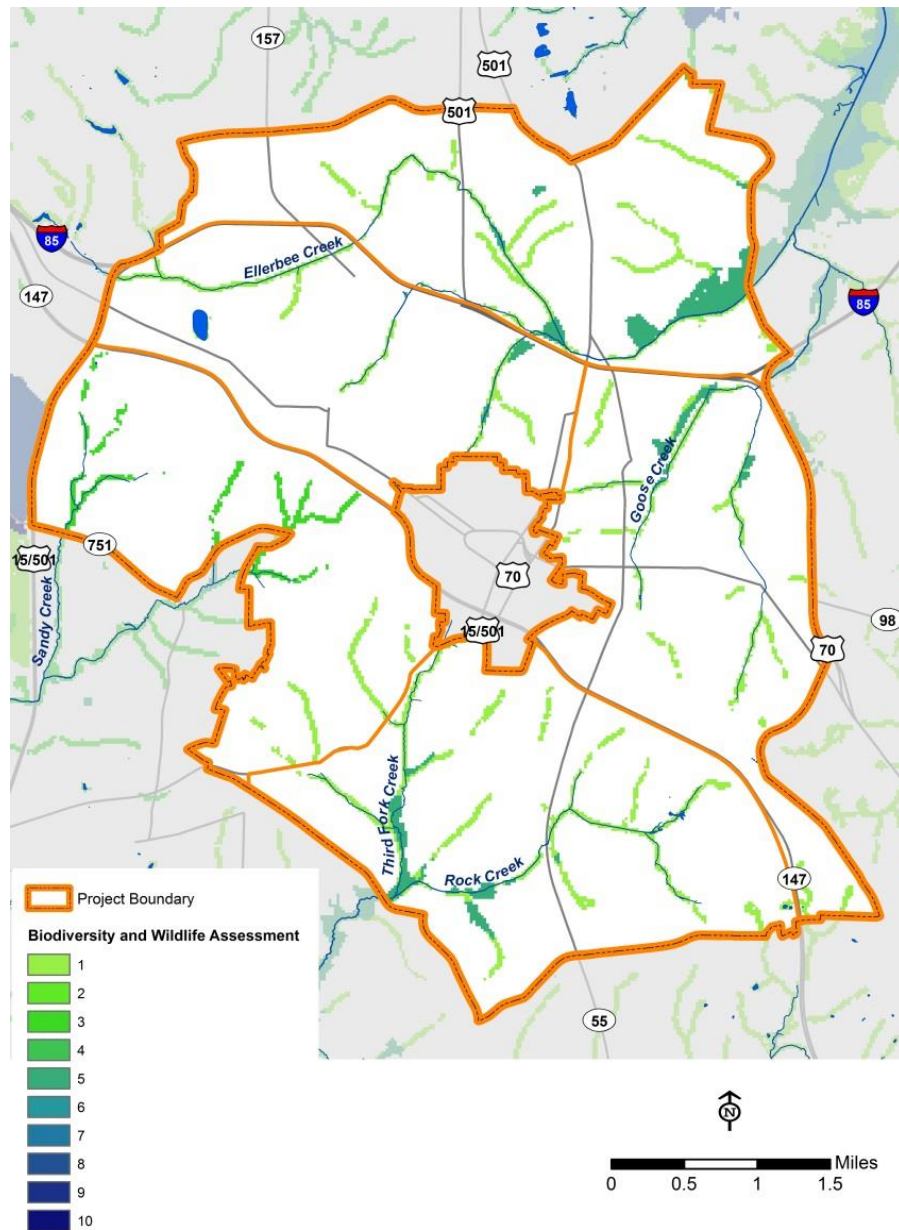 157
501
501
85
Ellerbee Creek
147
85
Goose Creek
751
15/501
70
Sandy Creek
15/501
98
70
Third Fork Creek
Rock Creek
147
55
Project Boundary
Biodiversity and Wildlife Assessment
1
2
3
4
5
6
7
8
9
10
N
Miles
0 0.5 1 1.5